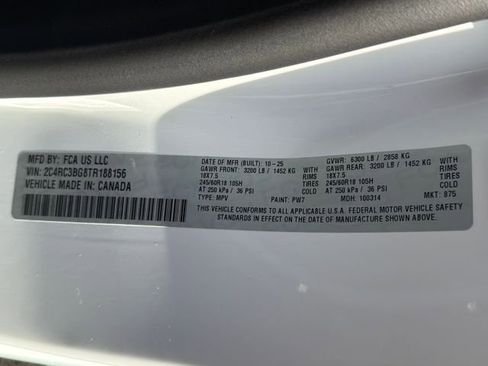 MFD BY: FCA US LLC
VIN: 2C4RC3BG8TR188156
VEHICLE MADE IN: CANADA
DATE OF MFR (BUILT): 10-25
GVWR: 6300 LB / 2858 KG
GAWR FRONT: 3200 LB / 1452 KG WITH
18X7.5 RIMS
245/60R18 105H TIRES
AT 250 kPa / 36 PSI COLD
GAWR REAR: 3200 LB / 1452 KG WITH
18X7.5 RIMS
245/60R18 105H TIRES
AT 250 kPa / 36 PSI COLD
TYPE: MPV PAINT: PW7 MDH: 100314 MKT: 875
THIS VEHICLE CONFORMS TO ALL APPLICABLE U.S.A. FEDERAL MOTOR VEHICLE SAFETY
STANDARDS IN EFFECT ON THE DATE OF MANUFACTURE SHOWN ABOVE.